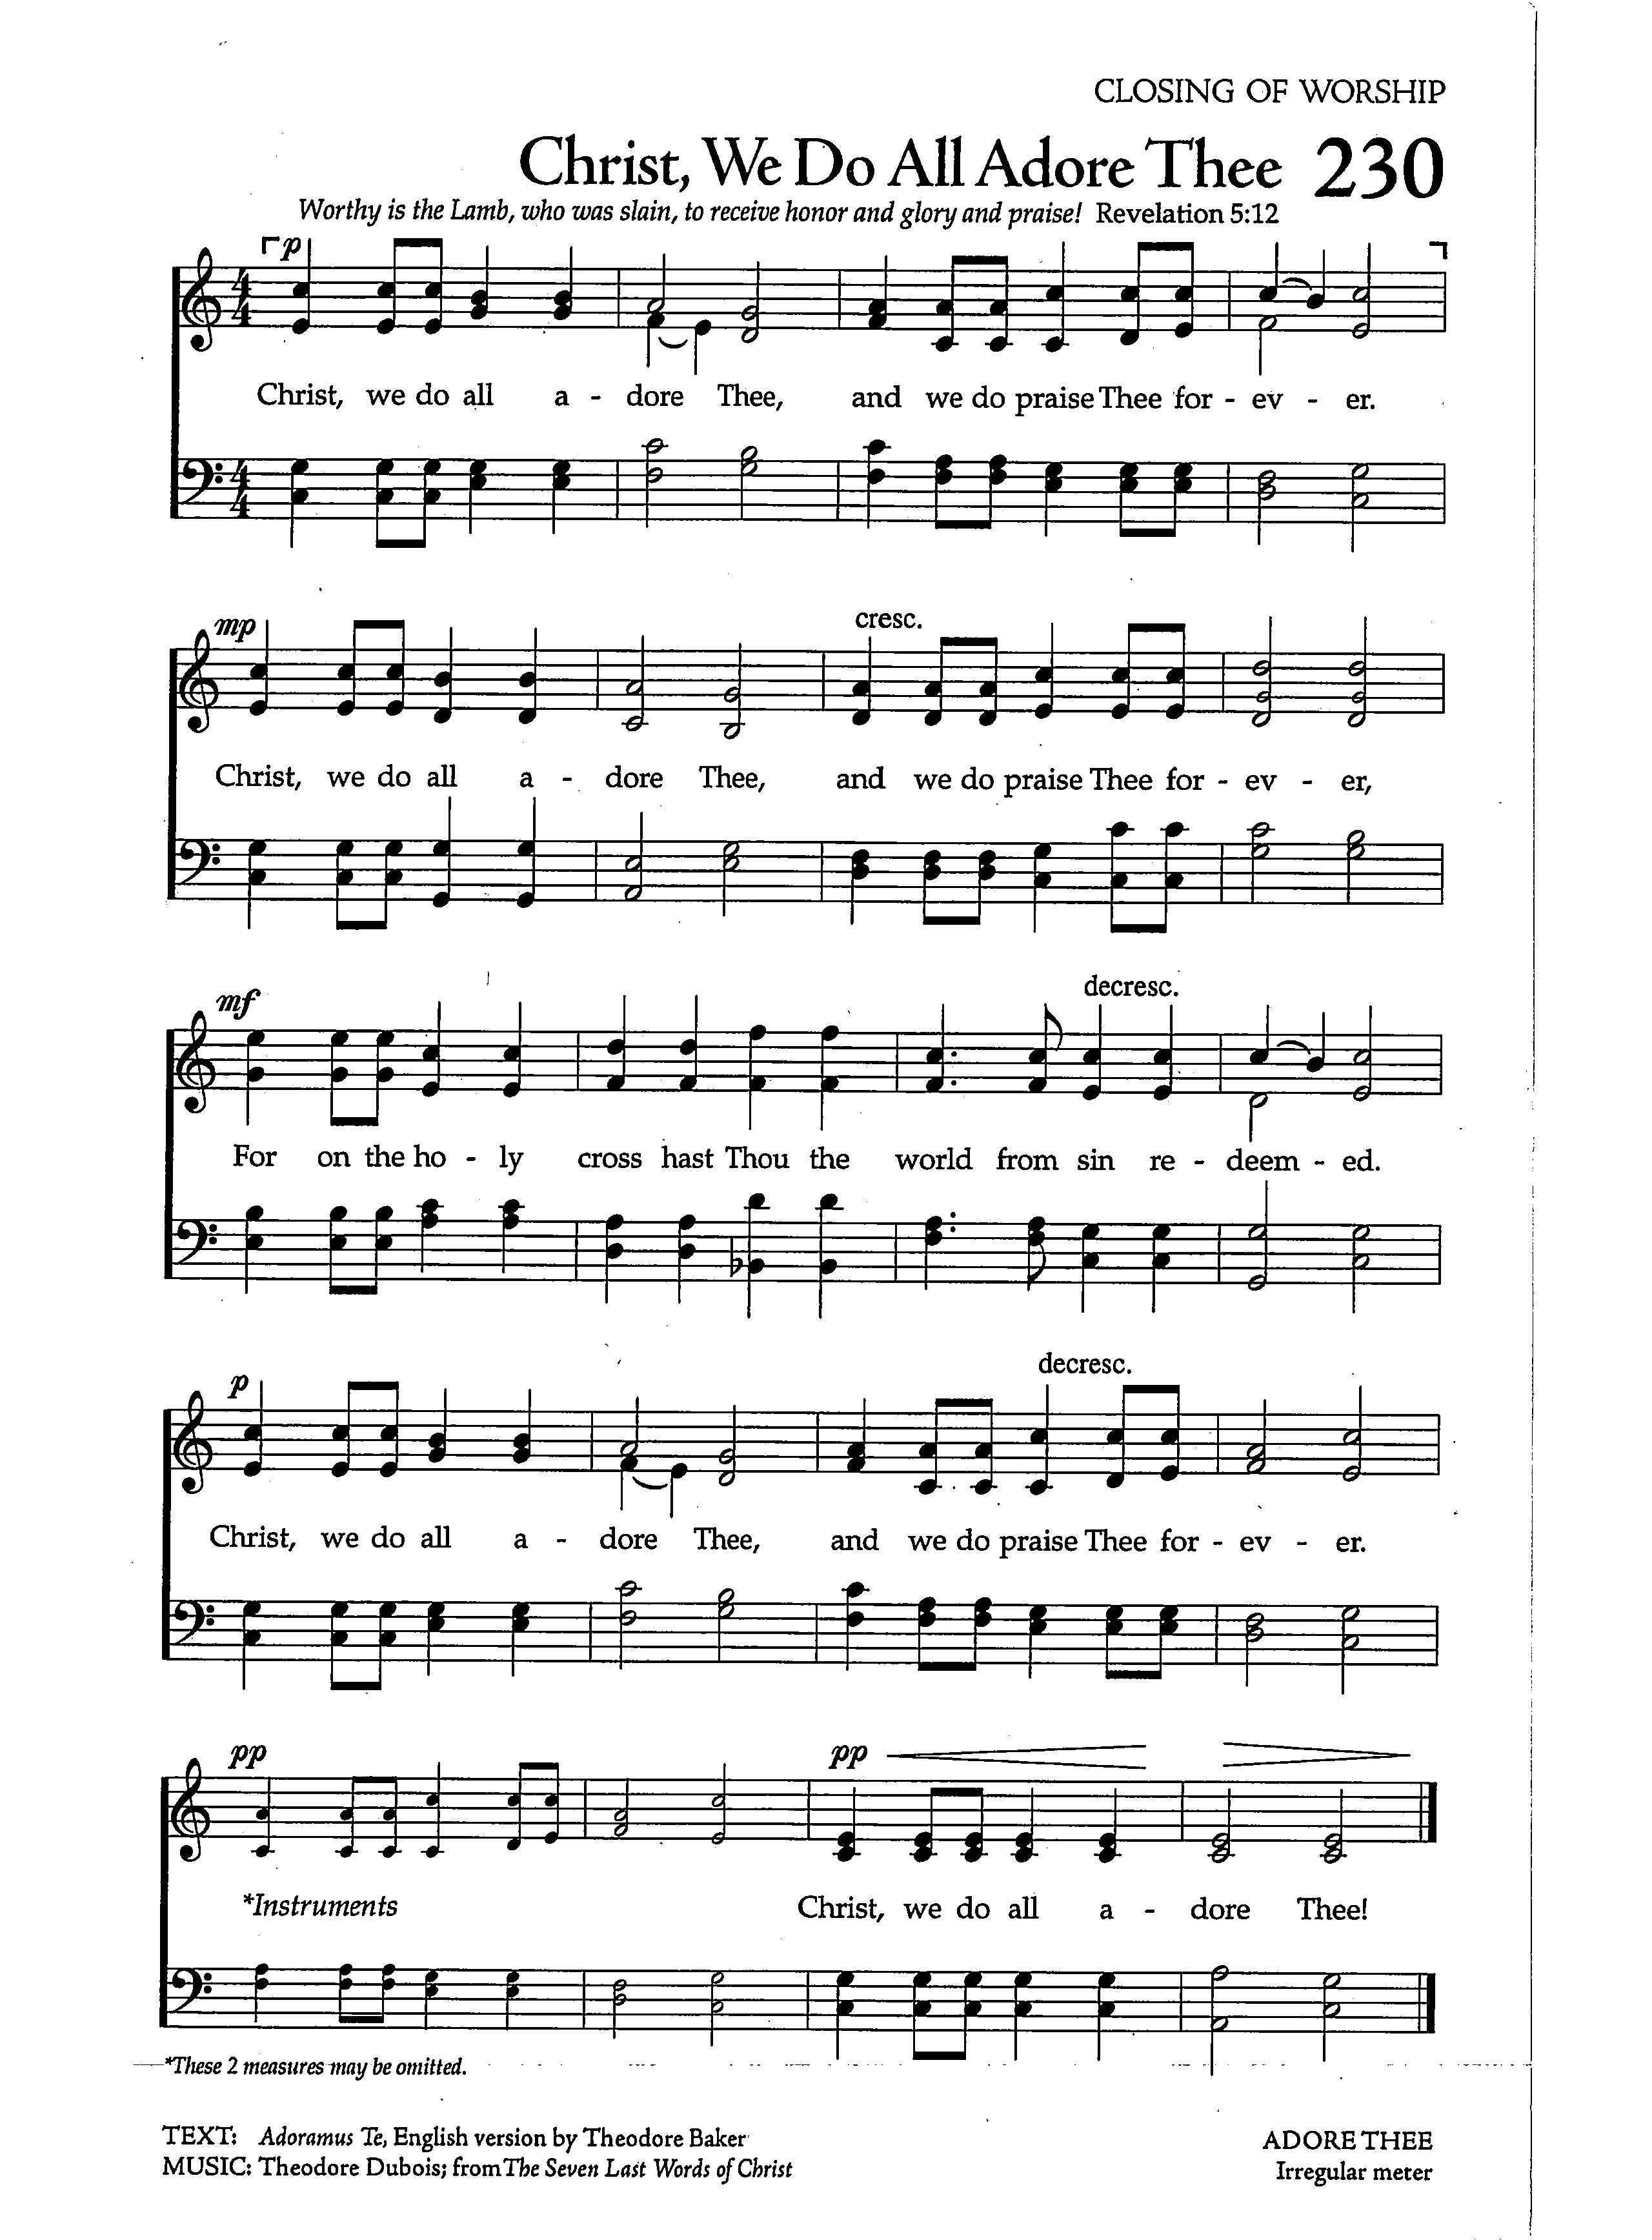 CLOSING OF WORSHIP
Christ, We Do All Adore Thee 230
Worthy is the Lamb, who was slain, to receive honor and glory and praise! Revelation 5:12
p
4 4
Christ, we do all a - dore Thee, and we do praise Thee for - ev - er.
4 4
mp cresc.
Christ, we do all a - dore Thee, and we do praise Thee for - ev - er,
mf decresc.
For on the ho - ly cross hast Thou the world from sin re - deem - ed.
p decresc.
Christ, we do all a - dore Thee, and we do praise Thee for - ev - er.
pp pp
*Instruments Christ, we do all a - dore Thee!
*These 2 measures may be omitted.
TEXT: Adoramus Te, English version by Theodore Baker
MUSIC: Theodore Dubois; from The Seven Last Words of Christ
ADORE THEE
Irregular meter